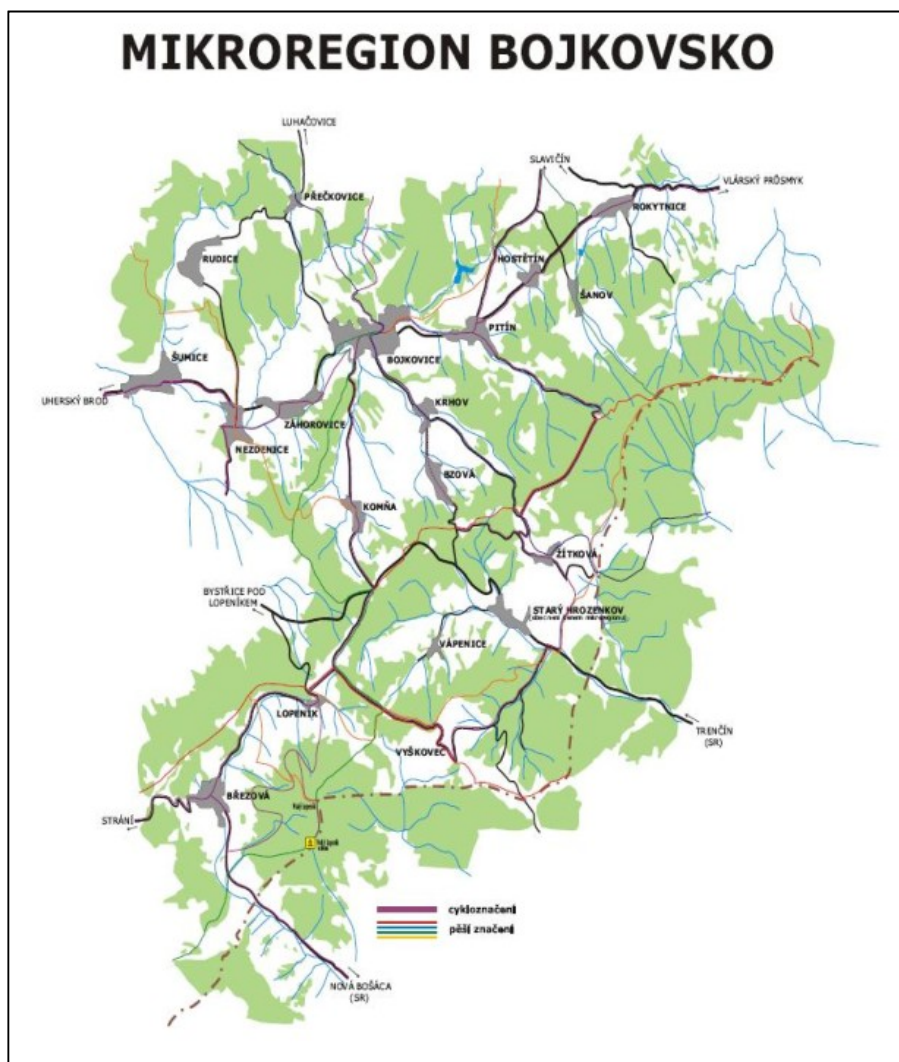 MIKROREGION BOJKOVSKO
LUHAČOVICE
SLAVIČÍN
VLÁRSKÝ PRŮSMYK
PŘEČKOVICE
ROKYTNICE
RUDICE
HOSTĚTÍN
ŠANOV
PITÍN
BOJKOVICE
ŠUMICE
UHERSKÝ BROD
KRHOV
ZÁHOROVICE
NEZDENICE
BZOVÁ
KOMŇA
ŽÍTKOVÁ
BYSTŘICE POD
LOPENÍKEM
STARÝ HROZENKOV
VÁPENICE
LOPENÍK
TRENČÍN
(SR)
VYŠKOVEC
BŘEZOVÁ
STRÁNÍ
cykloznačení
pěší značení
NOVÁ BOŠÁCA
(SR)